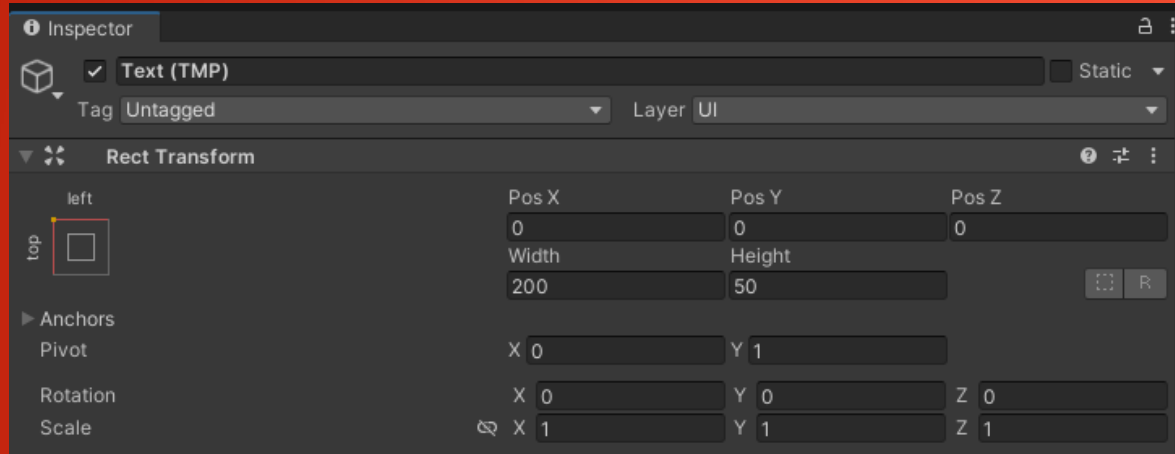 Inspector
Text (TMP) Static
Tag Untagged Layer UI
Rect Transform
left Pos X Pos Y Pos Z
top 0 0 0
Width Height
200 50 R
Anchors
Pivot X 0 Y 1
Rotation X 0 Y 0 Z 0
Scale X 1 Y 1 Z 1